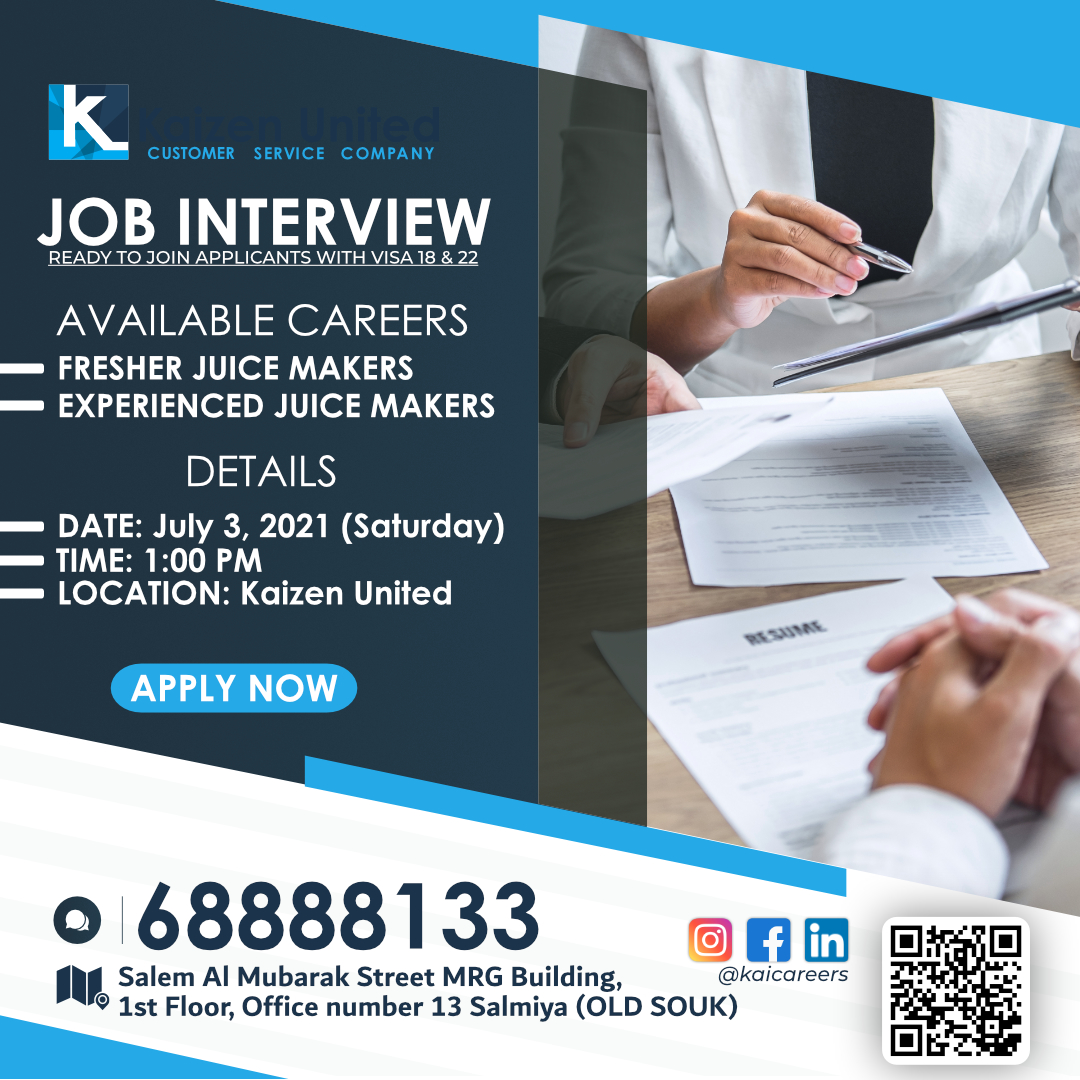 K
Kaizen United
CUSTOMER SERVICE COMPANY
JOB INTERVIEW
READY TO JOIN APPLICANTS WITH VISA 18 & 22
AVAILABLE CAREERS
FRESHER JUICE MAKERS
EXPERIENCED JUICE MAKERS
DETAILS
DATE: July 3, 2021 (Saturday)
TIME: 1:00 PM
LOCATION: Kaizen United
APPLY NOW
RESUME
68888133
Salem Al Mubarak Street MRG Building,
1st Floor, Office number 13 Salmiya (OLD SOUK)
in
@kaicareers